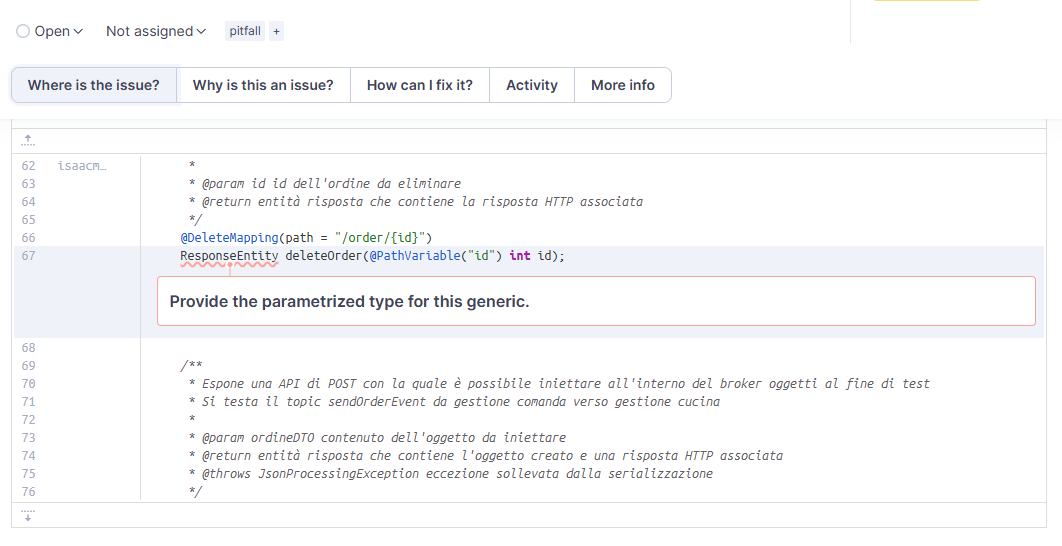 Open Not assigned pitfall +
Where is the issue? Why is this an issue? How can I fix it? Activity More info
62 isaacm… *
63 * @param id id dell'ordine da eliminare
64 * @return entità risposta che contiene la risposta HTTP associata
65 */
66 @DeleteMapping(path = "/order/{id}")
67 ResponseEntity deleteOrder(@PathVariable("id") int id);
Provide the parametrized type for this generic.
68
69 /**
70 * Espone una API di POST con la quale è possibile iniettare all'interno del broker oggetti al fine di test
71 * Si testa il topic sendOrderEvent da gestione comanda verso gestione cucina
72 *
73 * @param ordineDTO contenuto dell'oggetto da iniettare
74 * @return entità risposta che contiene l'oggetto creato e una risposta HTTP associata
75 * @throws JsonProcessingException eccezione sollevata dalla serializzazione
76 */